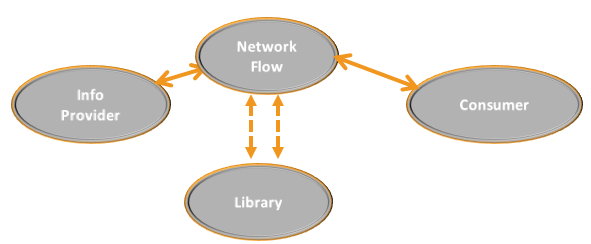 Network
Flow
Info
Provider
Consumer
Library